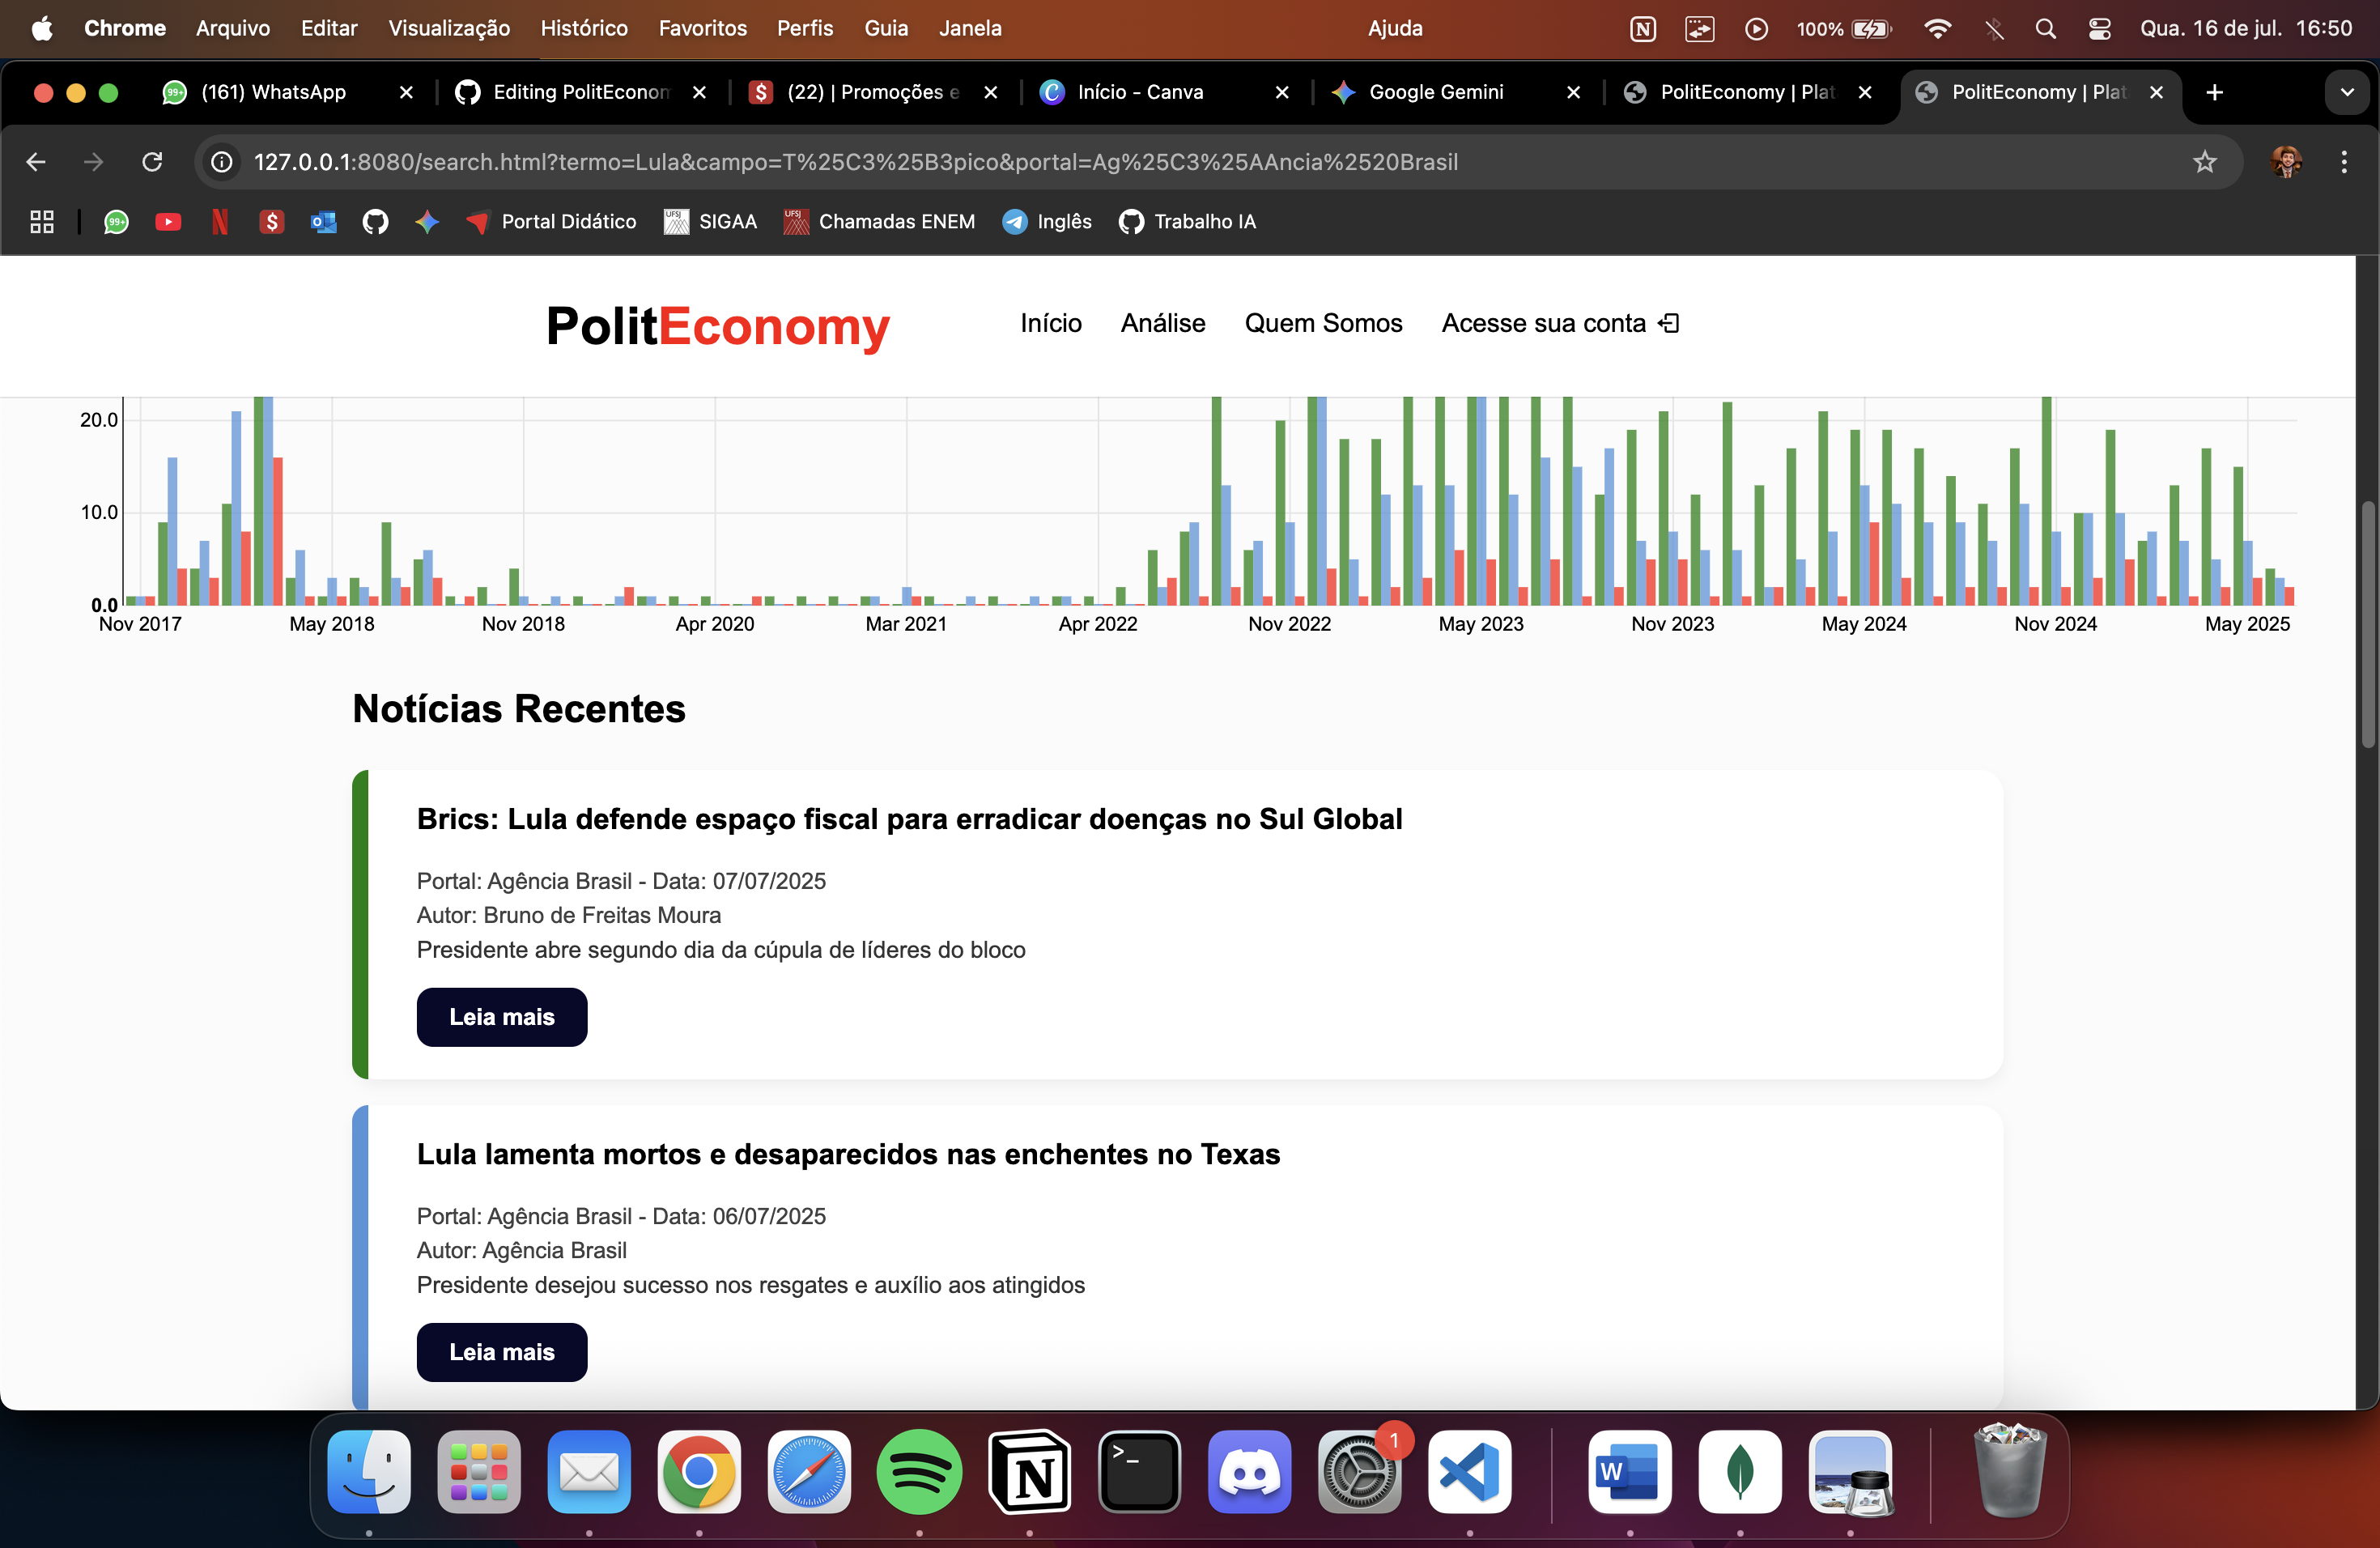 Chrome Arquivo Editar Visualização Histórico Favoritos Perfis Guia Janela Ajuda 100% Qua. 16 de jul. 16:50
99+ (161) WhatsApp Editing PolitEconom (22) | Promoções e Início - Canva Google Gemini PolitEconomy | Plat PolitEconomy | Plat
127.0.0.1:8080/search.html?termo=Lula&campo=T%25C3%25B3pico&portal=Ag%25C3%25AAncia%2520Brasil
99+ Portal Didático UFSJ SIGAA UFSJ Chamadas ENEM Inglês Trabalho IA
PolitEconomy Início Análise Quem Somos Acesse sua conta
20.0
10.0
0.0
Nov 2017 May 2018 Nov 2018 Apr 2020 Mar 2021 Apr 2022 Nov 2022 May 2023 Nov 2023 May 2024 Nov 2024 May 2025
Notícias Recentes
Brics: Lula defende espaço fiscal para erradicar doenças no Sul Global
Portal: Agência Brasil - Data: 07/07/2025
Autor: Bruno de Freitas Moura
Presidente abre segundo dia da cúpula de líderes do bloco
Leia mais
Lula lamenta mortos e desaparecidos nas enchentes no Texas
Portal: Agência Brasil - Data: 06/07/2025
Autor: Agência Brasil
Presidente desejou sucesso nos resgates e auxílio aos atingidos
Leia mais
1